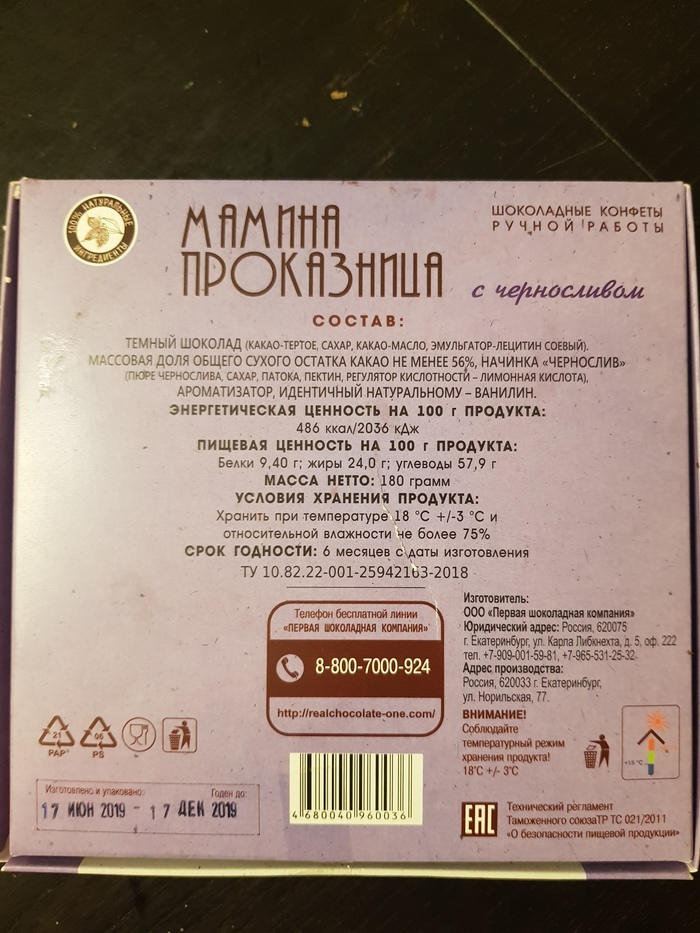 100% НАТУРАЛЬНЫЕ
ИНГРЕДИЕНТЫ
МАМИНА
ПРОКАЗНИЦА
с черносливом
ШОКОЛАДНЫЕ КОНФЕТЫ
РУЧНОЙ РАБОТЫ
СОСТАВ:
ТЕМНЫЙ ШОКОЛАД (КАКАО-ТЕРТОЕ, САХАР, КАКАО-МАСЛО, ЭМУЛЬГАТОР-ЛЕЦИТИН СОЕВЫЙ).
МАССОВАЯ ДОЛЯ ОБЩЕГО СУХОГО ОСТАТКА КАКАО НЕ МЕНЕЕ 56%, НАЧИНКА «ЧЕРНОСЛИВ»
(ПЮРЕ ЧЕРНОСЛИВА, САХАР, ПАТОКА, ПЕКТИН, РЕГУЛЯТОР КИСЛОТНОСТИ – ЛИМОННАЯ КИСЛОТА),
АРОМАТИЗАТОР, ИДЕНТИЧНЫЙ НАТУРАЛЬНОМУ – ВАНИЛИН.
ЭНЕРГЕТИЧЕСКАЯ ЦЕННОСТЬ НА 100 г ПРОДУКТА:
486 ккал/2036 кДж
ПИЩЕВАЯ ЦЕННОСТЬ НА 100 г ПРОДУКТА:
Белки 9,40 г; жиры 24,0 г; углеводы 57,9 г
МАССА НЕТТО: 180 грамм
УСЛОВИЯ ХРАНЕНИЯ ПРОДУКТА:
Хранить при температуре 18 °С +/-3 °С и
относительной влажности не более 75%
СРОК ГОДНОСТИ: 6 месяцев с даты изготовления
ТУ 10.82.22-001-25942163-2018
Телефон бесплатной линии
«ПЕРВАЯ ШОКОЛАДНАЯ КОМПАНИЯ»
8-800-7000-924
http://realchocolate-one.com/
Изготовитель:
ООО «Первая шоколадная компания»
Юридический адрес: Россия, 620075
г. Екатеринбург, ул. Карла Либкнехта, д. 5, оф. 222
тел. +7-909-001-59-81, +7-965-531-25-32
Адрес производства:
Россия, 620033 г. Екатеринбург,
ул. Норильская, 77.
ВНИМАНИЕ!
Соблюдайте
температурный режим
хранения продукта!
18°С +/- 3°С
+18 °С
21
PAP
06
PS
Изготовлено и упаковано:
Годен до:
17 ИЮН 2019 - 17 ДЕК 2019
4 680040 960036
ЕАС
Технический регламент
Таможенного союзаТР ТС 021/2011
«О безопасности пищевой продукции»